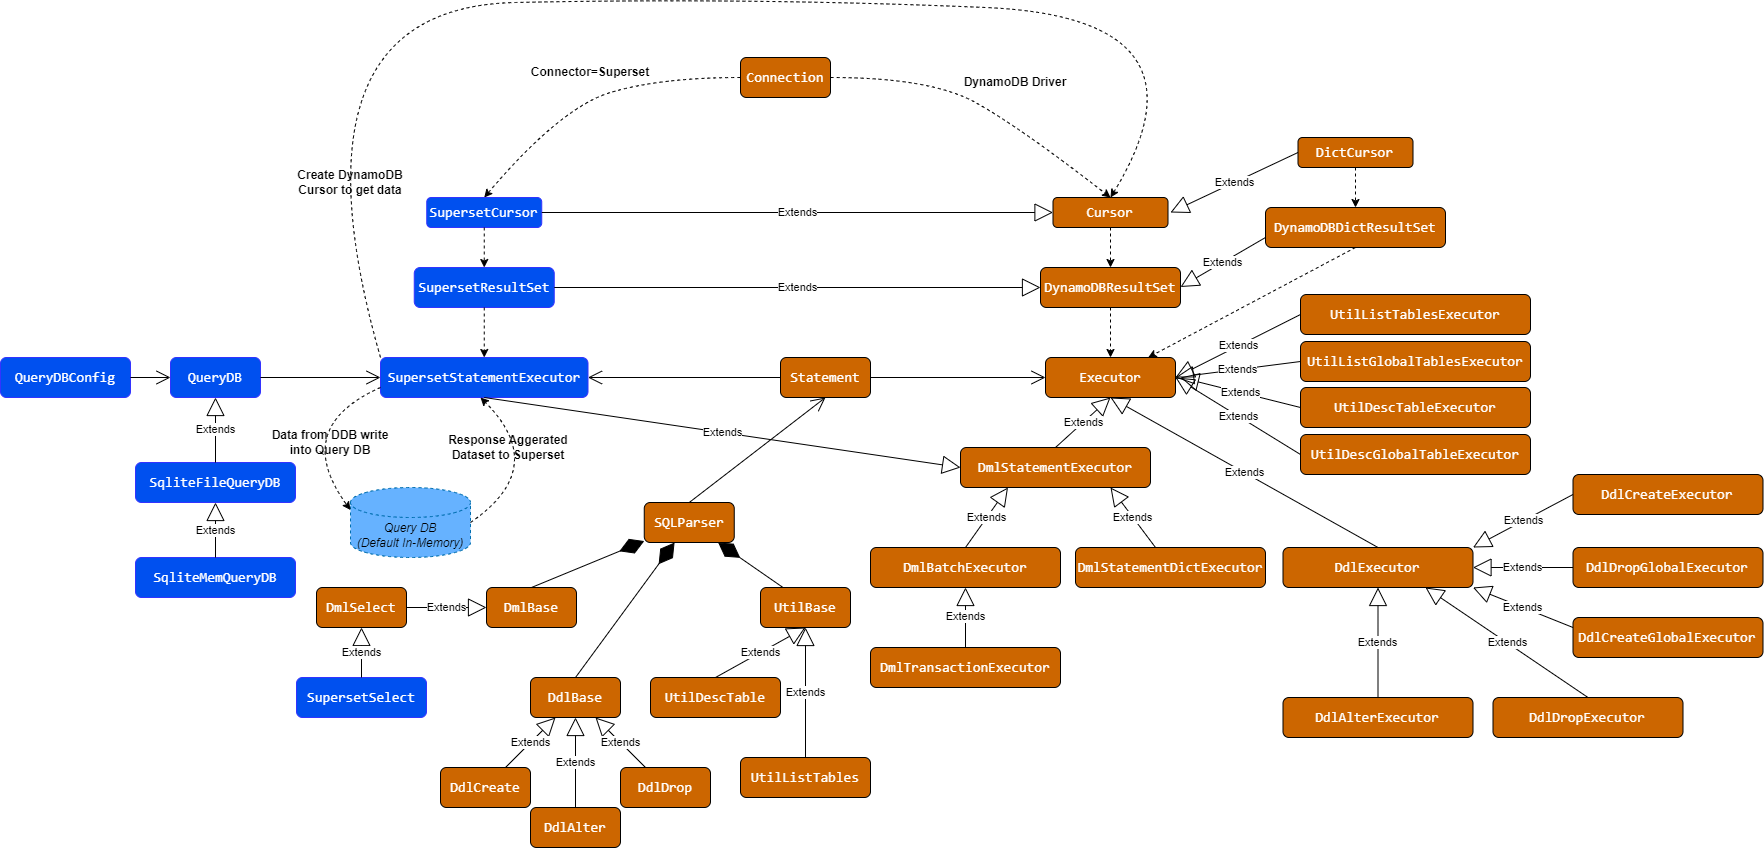 Connector=Superset
Connection
DynamoDB Driver
DictCursor
Create DynamoDB
Cursor to get data
Extends
SupersetCursor
Extends
Cursor
DynamoDBDictResultSet
Extends
SupersetResultSet
Extends
DynamoDBResultSet
UtilListTablesExecutor
Extends
UtilListGlobalTablesExecutor
Extends
QueryDBConfig
QueryDB
SupersetStatementExecutor
Statement
Executor
Extends
UtilDescTableExecutor
Extends
Extends
Data from DDB write
into Query DB
Response Aggerated
Dataset to Superset
Extends
Extends
UtilDescGlobalTableExecutor
DmlStatementExecutor
Extends
SqliteFileQueryDB
DdlCreateExecutor
Extends
Query DB
(Default In-Memory)
SQLParser
Extends
Extends
Extends
SqliteMemQueryDB
DmlBatchExecutor
DmlStatementDictExecutor
DdlExecutor
Extends
DdlDropGlobalExecutor
DmlSelect
Extends
DmlBase
UtilBase
Extends
Extends
DdlCreateGlobalExecutor
Extends
Extends
Extends
Extends
DmlTransactionExecutor
SupersetSelect
DdlBase
UtilDescTable
Extends
DdlAlterExecutor
DdlDropExecutor
Extends
Extends
Extends
DdlCreate
DdlDrop
UtilListTables
DdlAlter